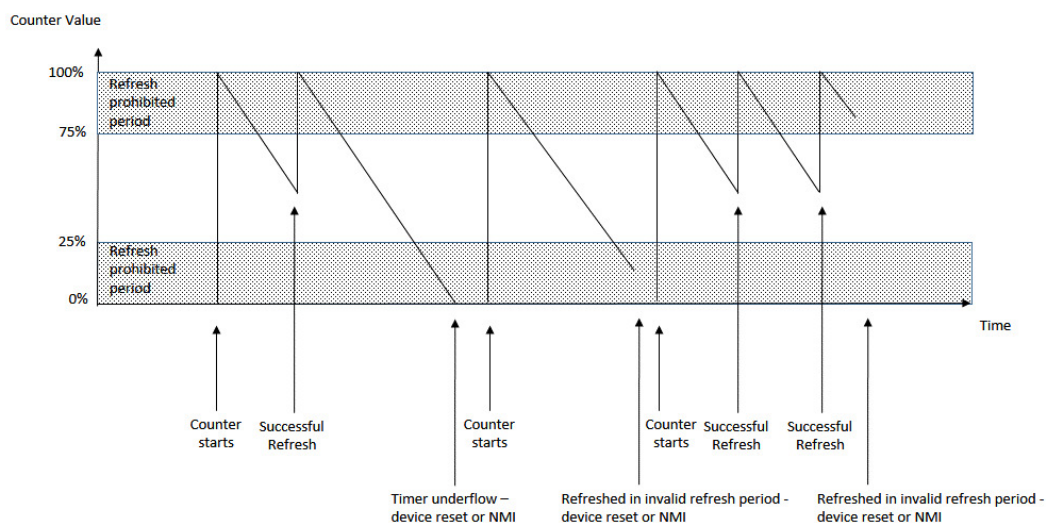 Counter Value
100%
Refresh
prohibited
period
75%
25%
Refresh
prohibited
period
0%
Time
Counter
starts
Successful
Refresh
Counter
starts
Counter
starts
Successful
Refresh
Successful
Refresh
Timer underflow –
device reset or NMI
Refreshed in invalid refresh period -
device reset or NMI
Refreshed in invalid refresh period -
device reset or NMI